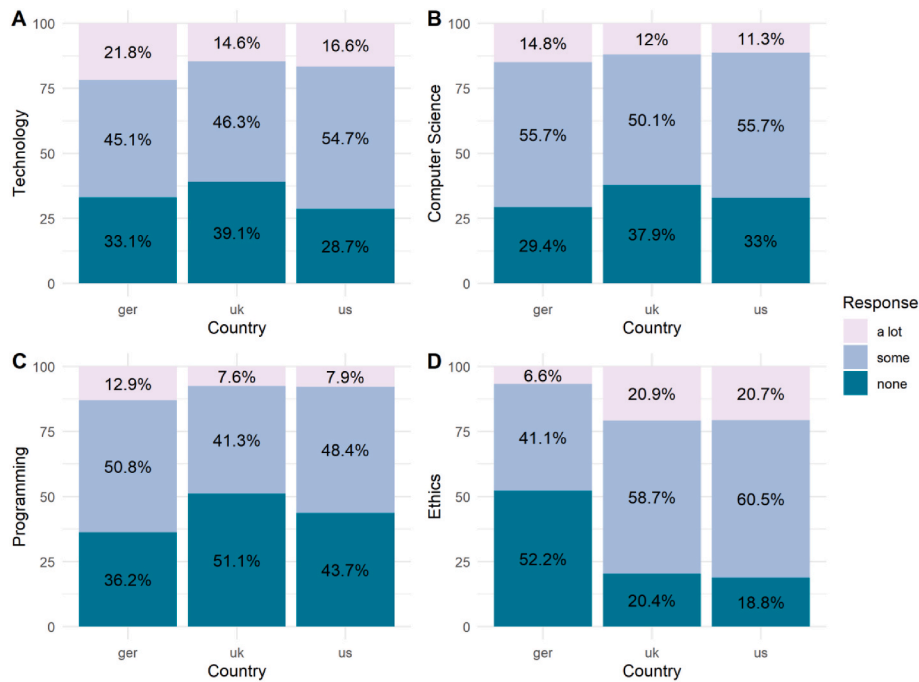 A
Technology
100
75
50
25
0
21.8% 14.6% 16.6%
45.1% 46.3% 54.7%
33.1% 39.1% 28.7%
ger uk us
Country
B
Computer Science
100
75
50
25
0
14.8% 12% 11.3%
55.7% 50.1% 55.7%
29.4% 37.9% 33%
ger uk us
Country
Response
a lot
some
none
C
Programming
100
75
50
25
0
12.9% 7.6% 7.9%
50.8% 41.3% 48.4%
36.2% 51.1% 43.7%
ger uk us
Country
D
Ethics
100
75
50
25
0
6.6% 20.9% 20.7%
41.1% 58.7% 60.5%
52.2% 20.4% 18.8%
ger uk us
Country